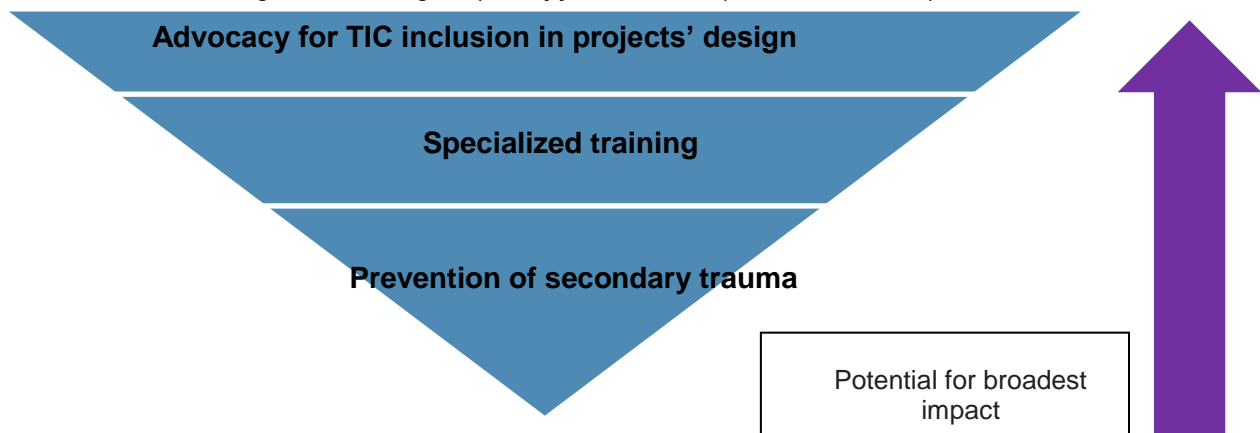 Advocacy for TIC inclusion in projects’ design
Specialized training
Prevention of secondary trauma
Potential for broadest
impact